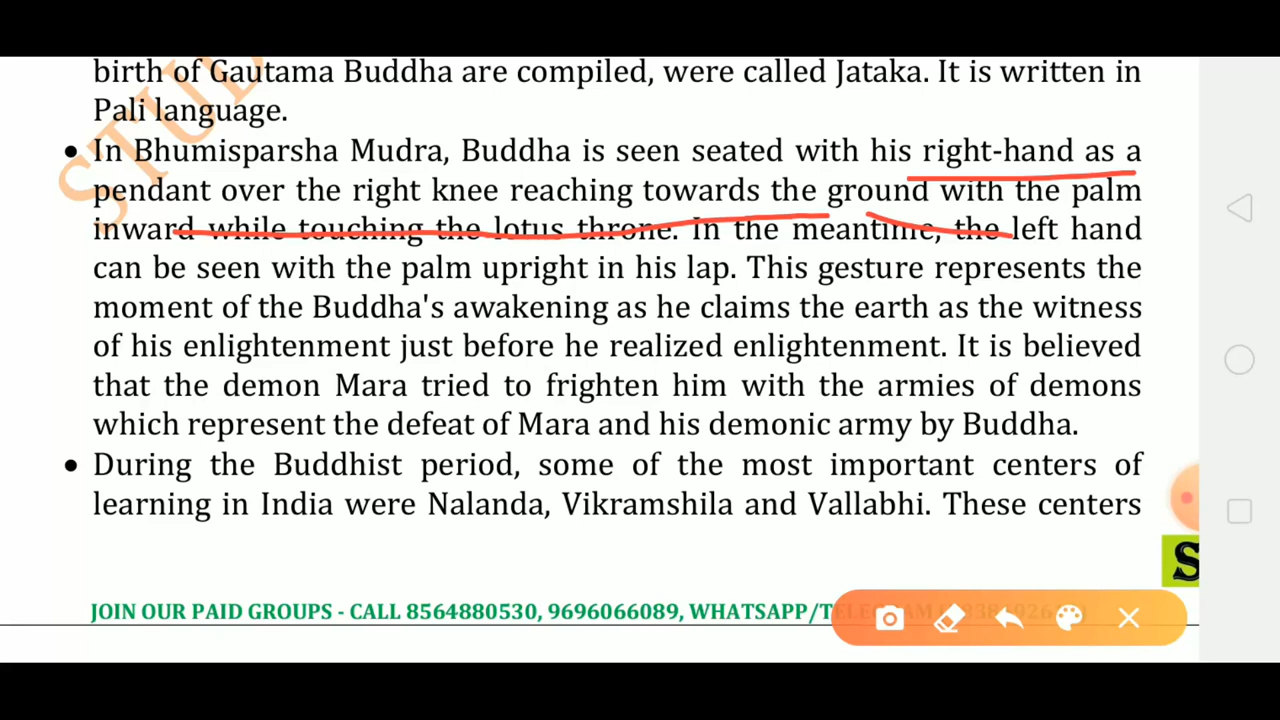 birth of Gautama Buddha are compiled, were called Jataka. It is written in
Pali language.
• In Bhumisparsha Mudra, Buddha is seen seated with his right-hand as a
pendant over the right knee reaching towards the ground with the palm
inward while touching the lotus throne. In the meantime, the left hand
can be seen with the palm upright in his lap. This gesture represents the
moment of the Buddha's awakening as he claims the earth as the witness
of his enlightenment just before he realized enlightenment. It is believed
that the demon Mara tried to frighten him with the armies of demons
which represent the defeat of Mara and his demonic army by Buddha.
• During the Buddhist period, some of the most important centers of
learning in India were Nalanda, Vikramshila and Vallabhi. These centers
JOIN OUR PAID GROUPS - CALL 8564880530, 9696066089,